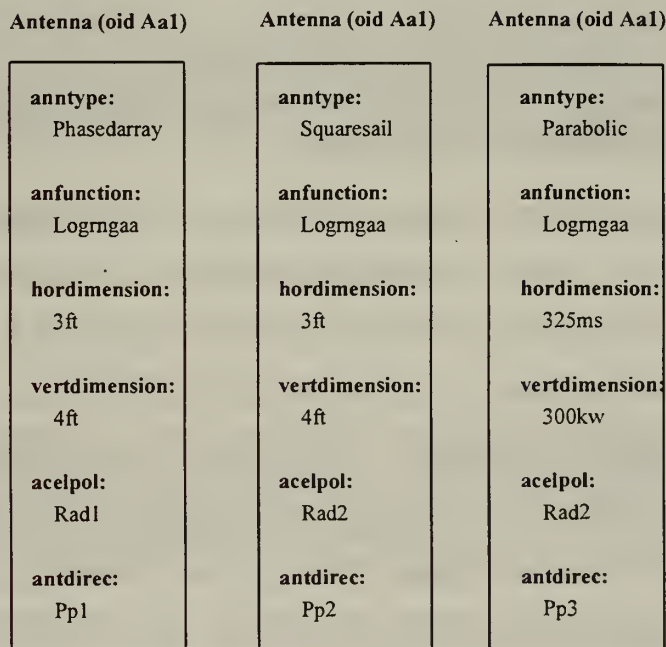 Antenna (oid Aa1)
anntype:
Phasedarray
anfunction:
Logrngaa
hordimension:
3ft
vertdimension:
4ft
acelpol:
Rad1
antdirec:
Pp1
Antenna (oid Aa1)
anntype:
Squaresail
anfunction:
Logrngaa
hordimension:
3ft
vertdimension:
4ft
acelpol:
Rad2
antdirec:
Pp2
Antenna (oid Aa1)
anntype:
Parabolic
anfunction:
Logrngaa
hordimension:
325ms
vertdimension:
300kw
acelpol:
Rad2
antdirec:
Pp3